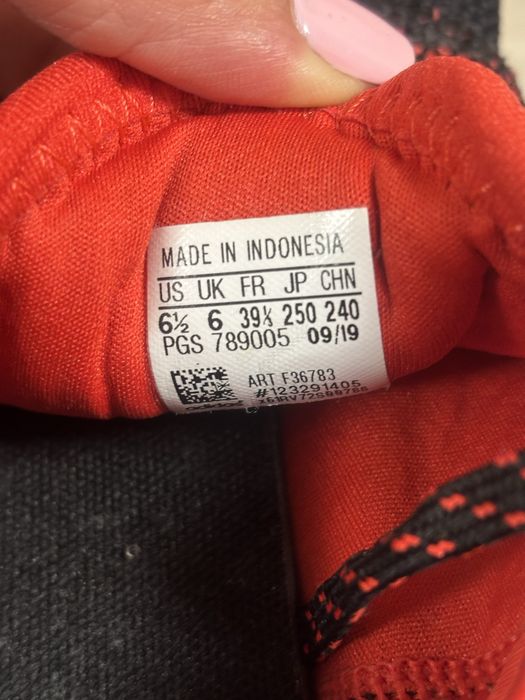 MADE IN INDONESIA
US UK FR JP CHN
6½ 6 39⅓ 250 240
PGS 789005 09/19
ART F36783
#123291405
adidas